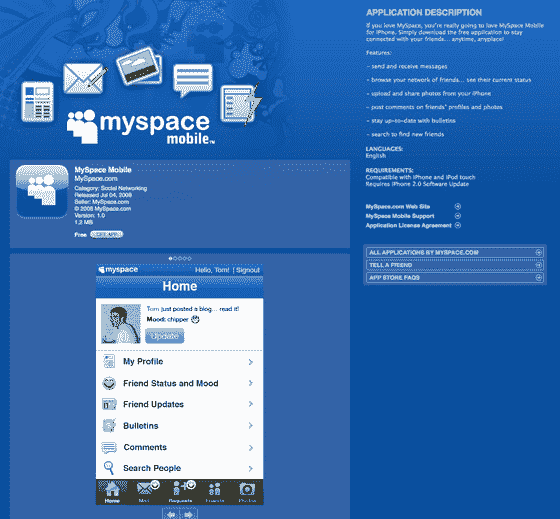 myspace
mobile™
MySpace Mobile
MySpace.com
Category: Social Networking
Released Jul 04, 2008
Seller: MySpace.com
© 2008 MySpace.com
Version: 1.0
1.2 MB
Free GET APP
myspace Hello, Tom! | Signout
Home
Tom just posted a blog... read it!
Mood: chipper
Update
My Profile
Friend Status and Mood
Friend Updates
Bulletins
Comments
Search People
Home Mail Requests Friends Photos
APPLICATION DESCRIPTION
If you love MySpace, you're really going to love MySpace Mobile
for iPhone. Simply download the free application to stay
connected with your friends... anytime, anyplace!
Features:
- send and receive messages
- browse your network of friends... see their current status
- upload and share photos from your iPhone
- post comments on friends' profiles and photos
- stay up-to-date with bulletins
- search to find new friends
LANGUAGES:
English
REQUIREMENTS:
Compatible with iPhone and iPod touch
Requires iPhone 2.0 Software Update
MySpace.com Web Site
MySpace Mobile Support
Application License Agreement
ALL APPLICATIONS BY MYSPACE.COM
TELL A FRIEND
APP STORE FAQS